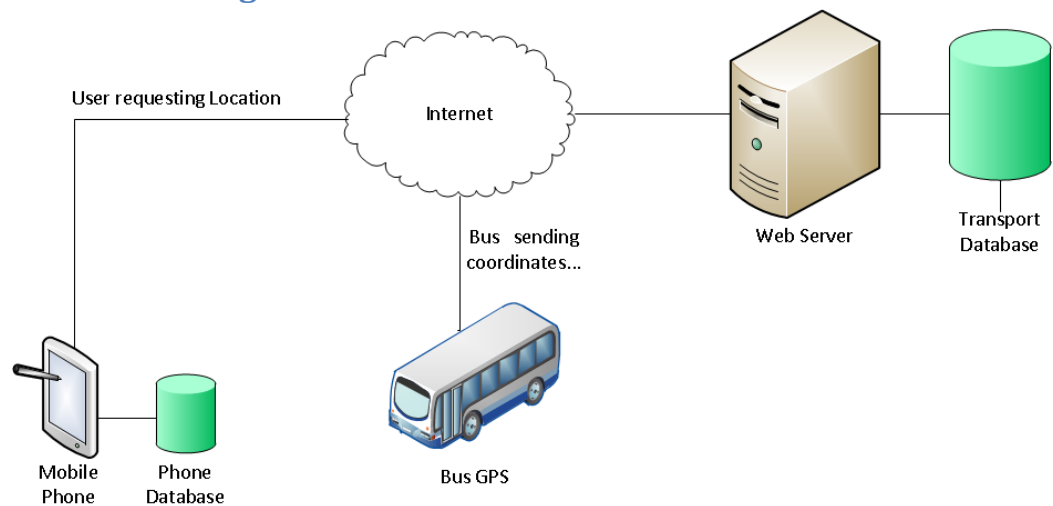 User requesting Location
Internet
Bus sending
coordinates...
Web Server
Transport
Database
Mobile
Phone
Phone
Database
Bus GPS